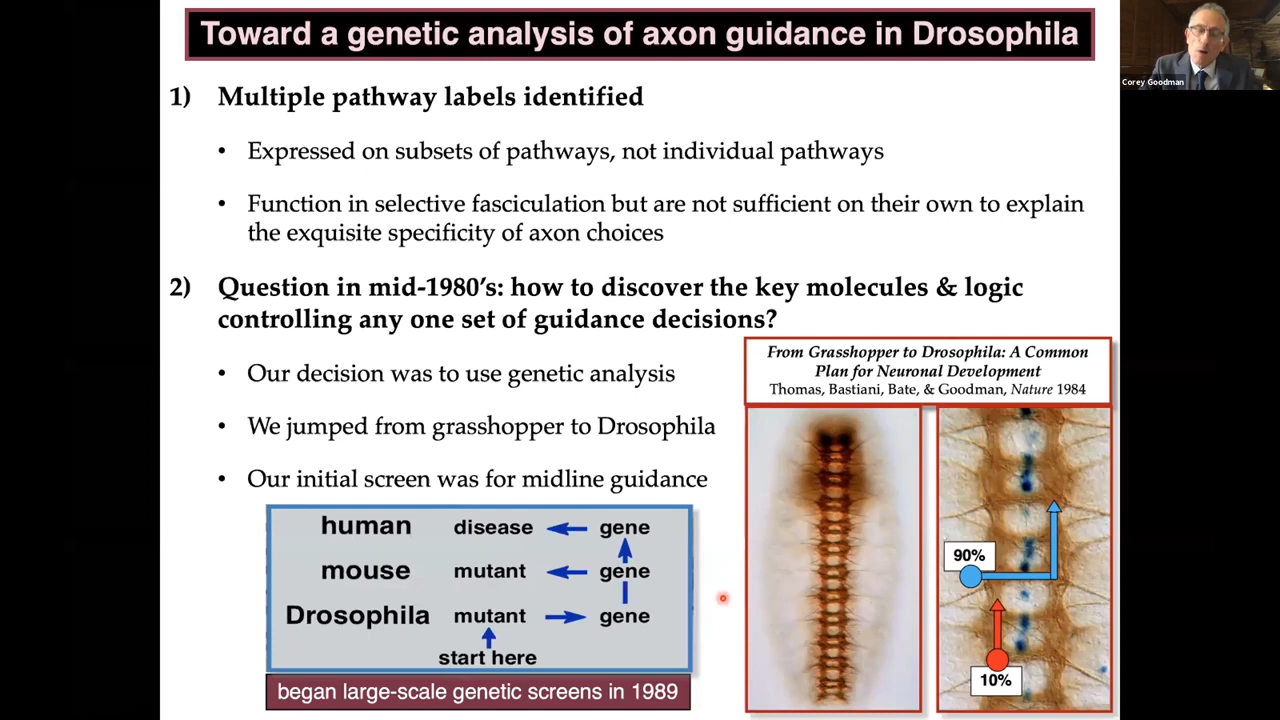 Toward a genetic analysis of axon guidance in Drosophila
Corey Goodman
1) Multiple pathway labels identified
• Expressed on subsets of pathways, not individual pathways
• Function in selective fasciculation but are not sufficient on their own to explain
the exquisite specificity of axon choices
2) Question in mid-1980’s: how to discover the key molecules & logic
controlling any one set of guidance decisions?
• Our decision was to use genetic analysis
• We jumped from grasshopper to Drosophila
• Our initial screen was for midline guidance
From Grasshopper to Drosophila: A Common
Plan for Neuronal Development
Thomas, Bastiani, Bate, & Goodman, Nature 1984
human disease gene
mouse mutant gene
Drosophila mutant gene
start here
began large-scale genetic screens in 1989
90%
10%